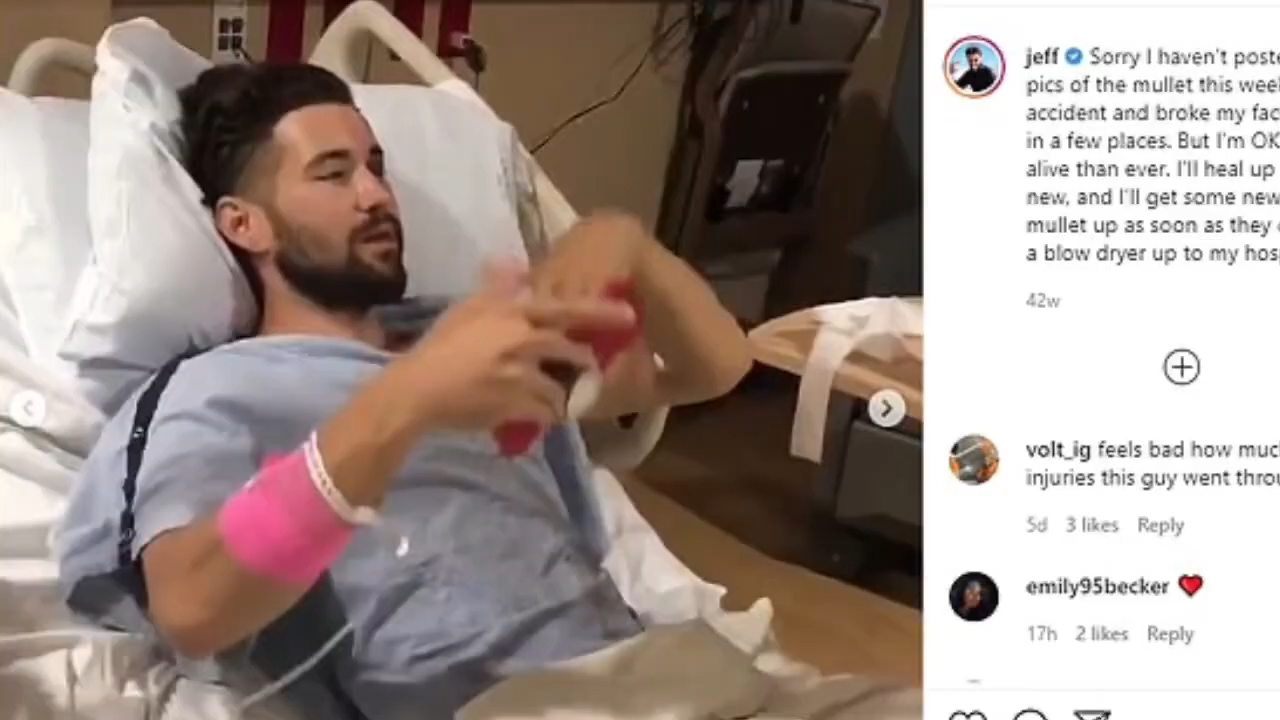 jeff Sorry I haven't poste
pics of the mullet this wee
accident and broke my fac
in a few places. But I'm OK
alive than ever. I'll heal up
new, and I'll get some new
mullet up as soon as they
a blow dryer up to my hos
42w
volt_ig feels bad how muc
injuries this guy went throu
5d 3 likes Reply
emily95becker ❤️
17h 2 likes Reply